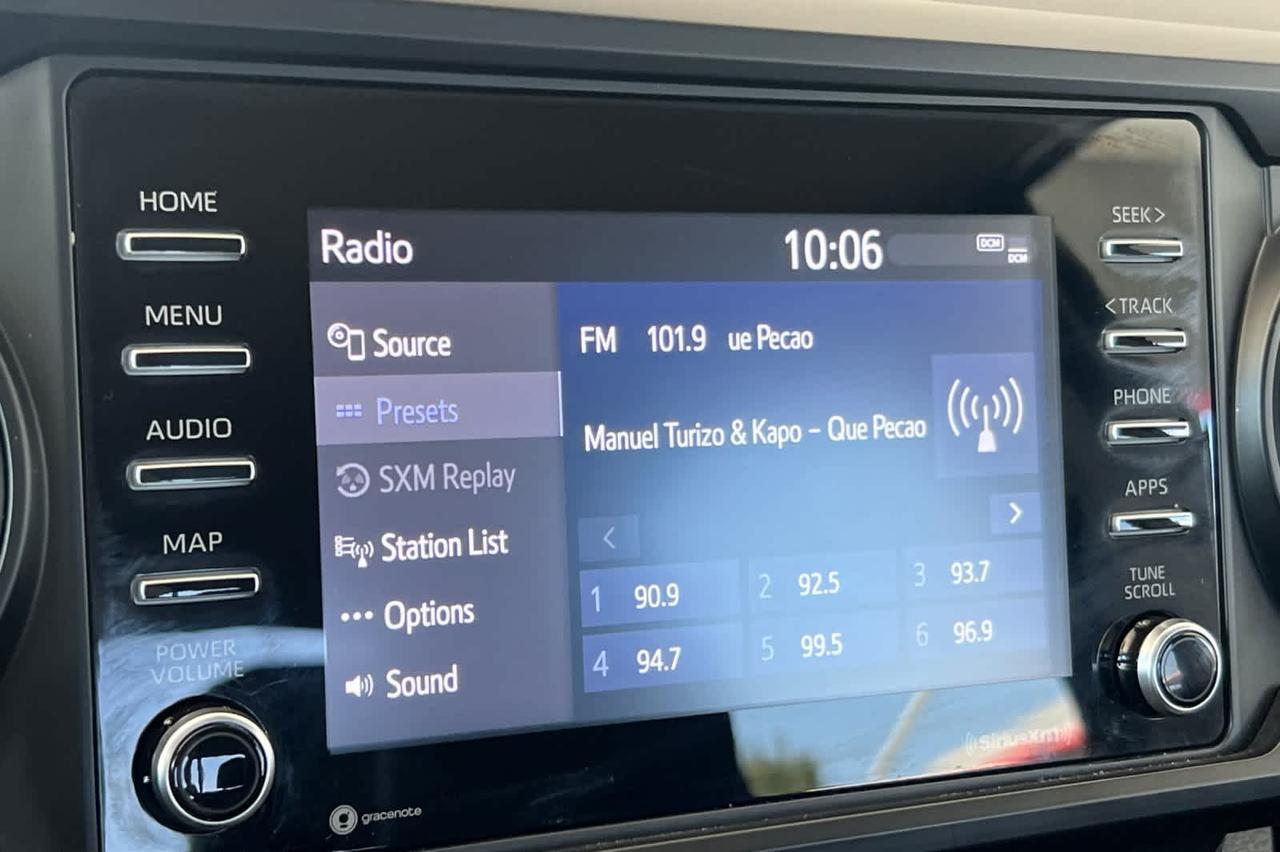 HOME
MENU
AUDIO
MAP
POWER
VOLUME
Radio
10:06
DCM
DCM
Source
Presets
SXM Replay
Station List
Options
Sound
FM 101.9 ue Pecao
Manuel Turizo & Kapo – Que Pecao
< >
1 90.9 2 92.5 3 93.7
4 94.7 5 99.5 6 96.9
SEEK >
< TRACK
PHONE
APPS
TUNE
SCROLL
gracenote
((SiriusXM))